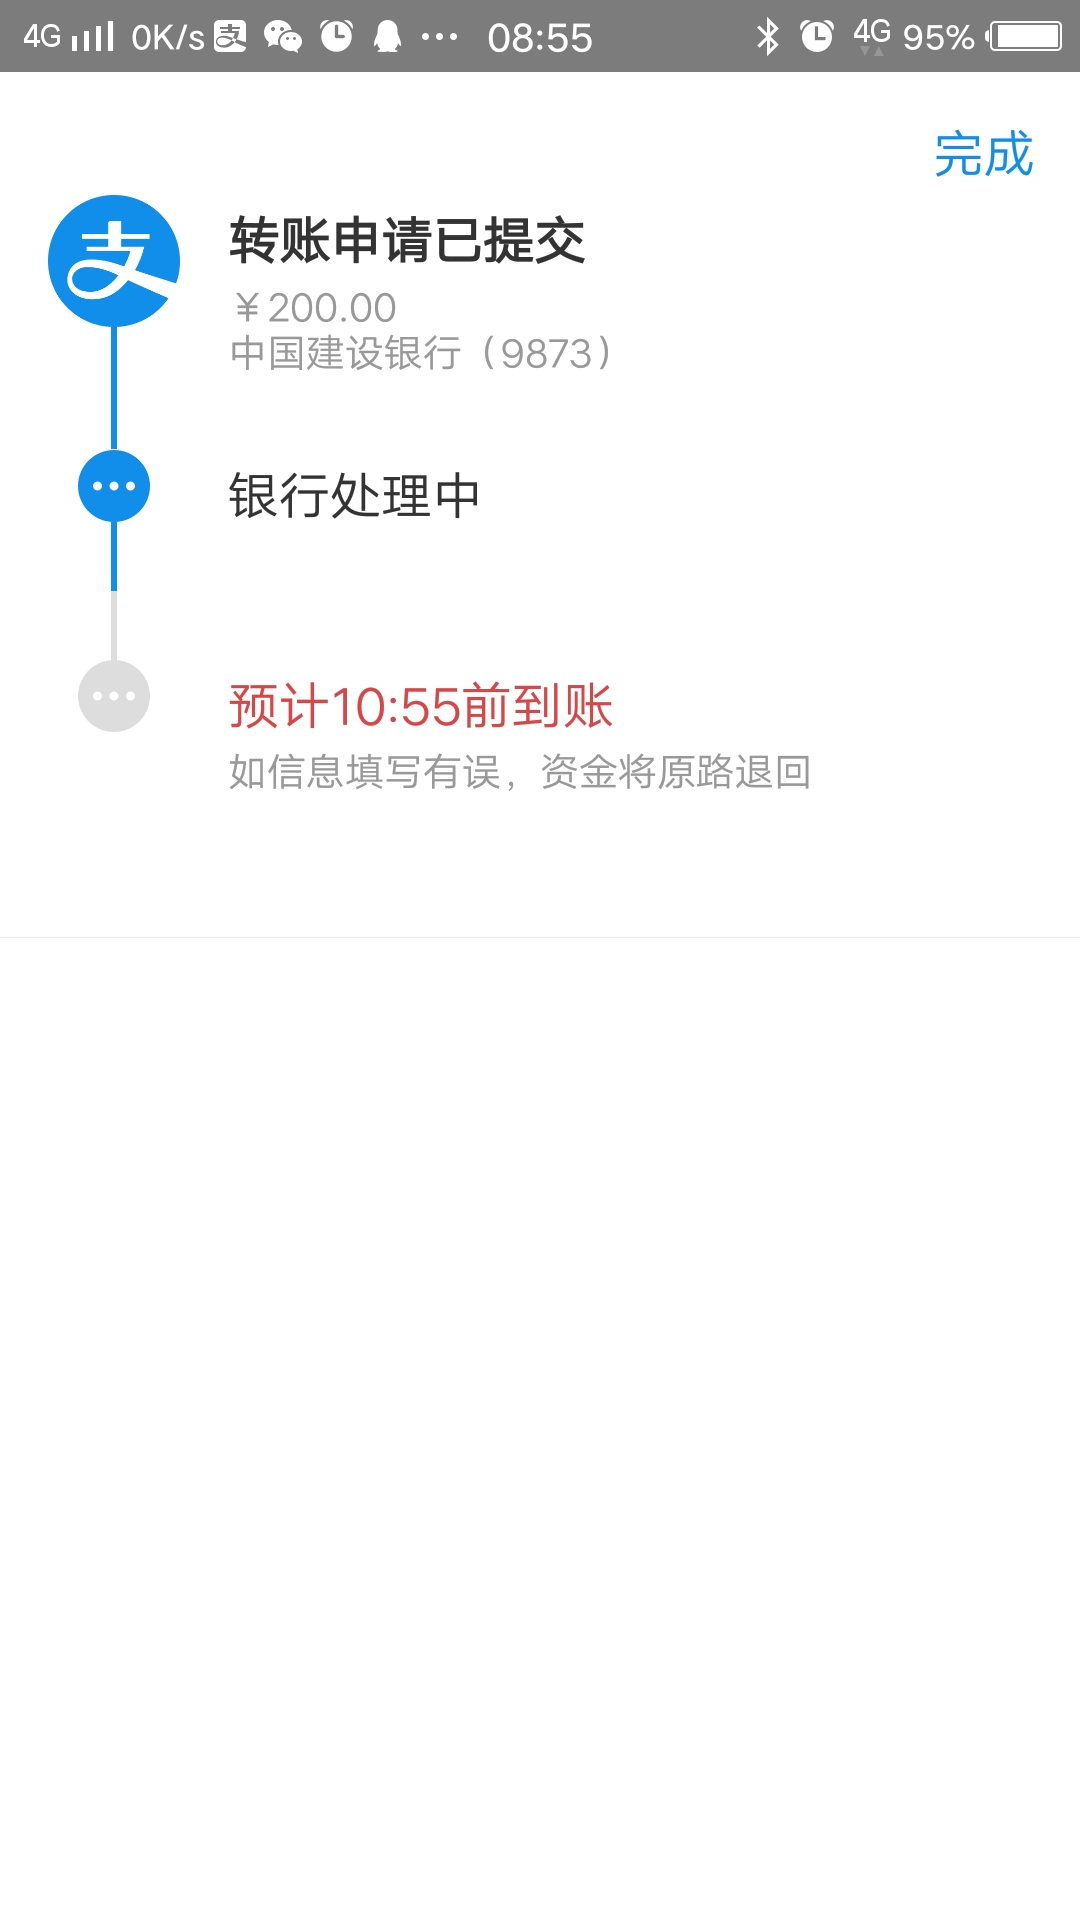 4G 0K/s 08:55 4G 95%
完成
转账申请已提交
￥200.00
中国建设银行（9873）
银行处理中
预计10:55前到账
如信息填写有误，资金将原路退回